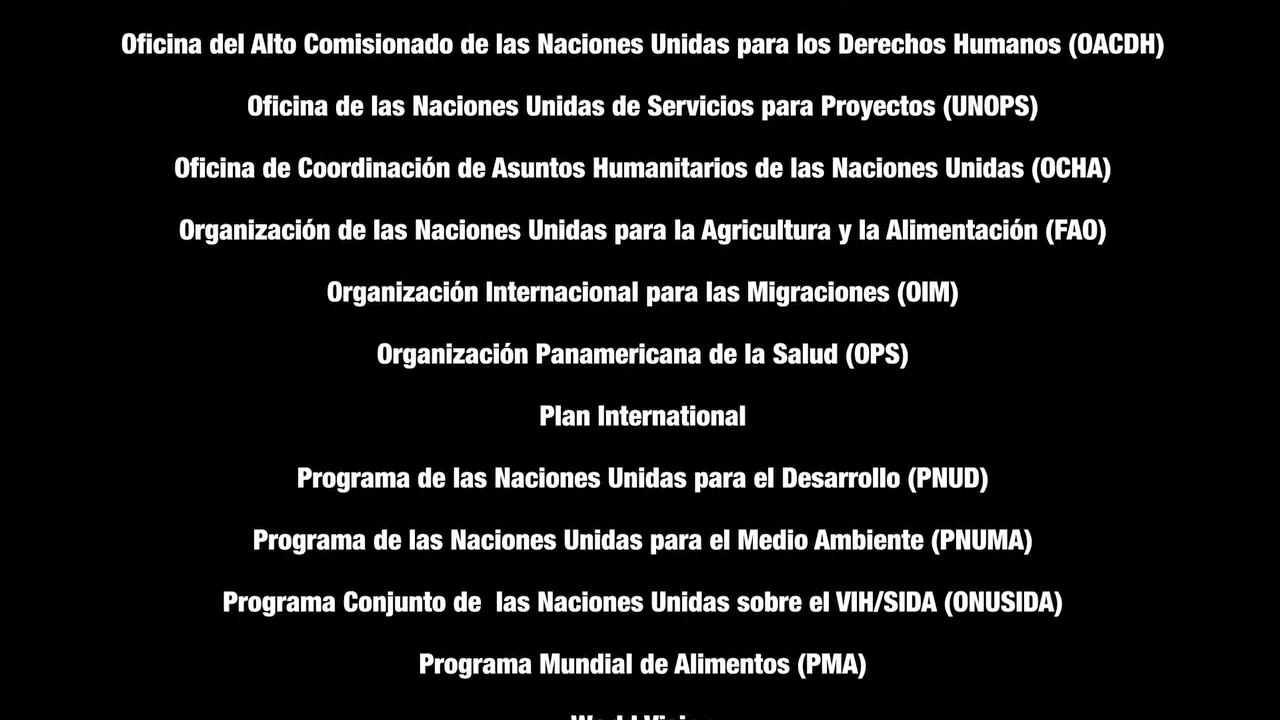 Oficina del Alto Comisionado de las Naciones Unidas para los Derechos Humanos (OACDH)
Oficina de las Naciones Unidas de Servicios para Proyectos (UNOPS)
Oficina de Coordinación de Asuntos Humanitarios de las Naciones Unidas (OCHA)
Organización de las Naciones Unidas para la Agricultura y la Alimentación (FAO)
Organización Internacional para las Migraciones (OIM)
Organización Panamericana de la Salud (OPS)
Plan International
Programa de las Naciones Unidas para el Desarrollo (PNUD)
Programa de las Naciones Unidas para el Medio Ambiente (PNUMA)
Programa Conjunto de  las Naciones Unidas sobre el VIH/SIDA (ONUSIDA)
Programa Mundial de Alimentos (PMA)
World Vision